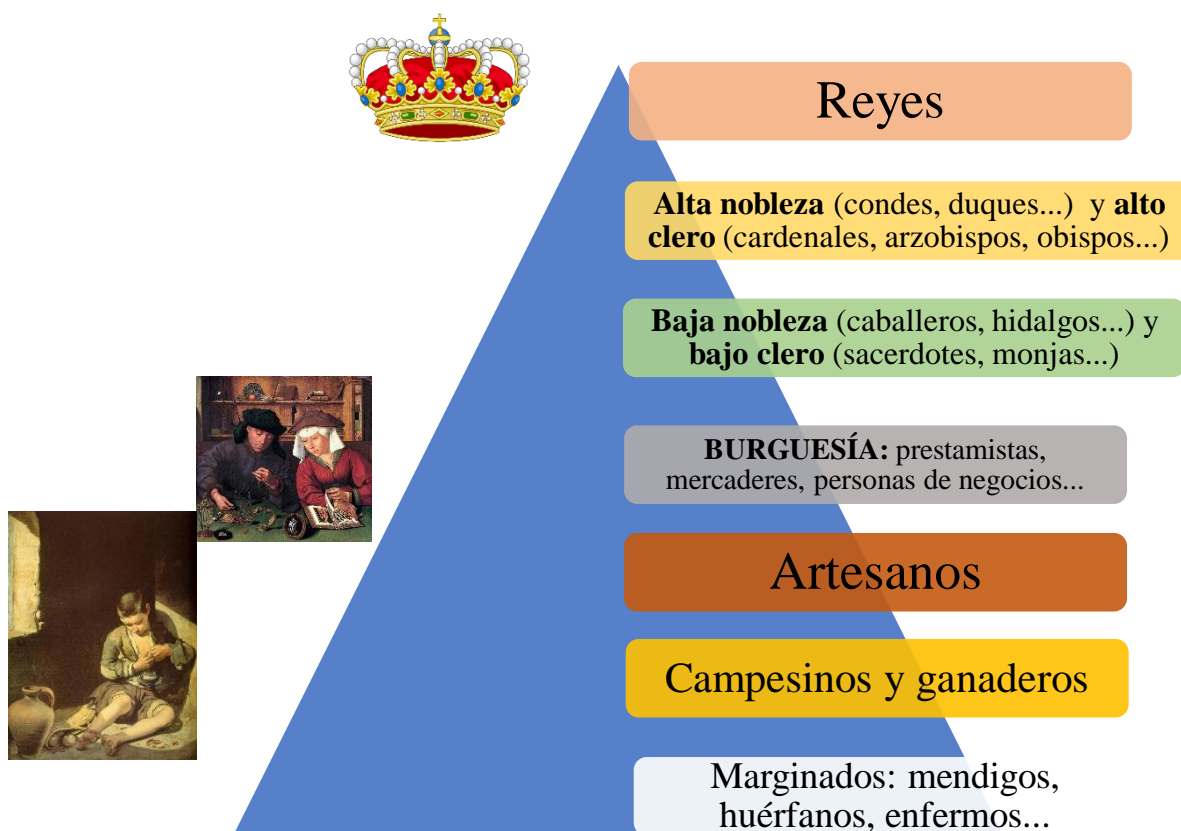 Reyes
Alta nobleza (condes, duques...) y alto
clero (cardenales, arzobispos, obispos...)
Baja nobleza (caballeros, hidalgos...) y
bajo clero (sacerdotes, monjas...)
BURGUESÍA: prestamistas,
mercaderes, personas de negocios...
Artesanos
Campesinos y ganaderos
Marginados: mendigos,
huérfanos, enfermos...